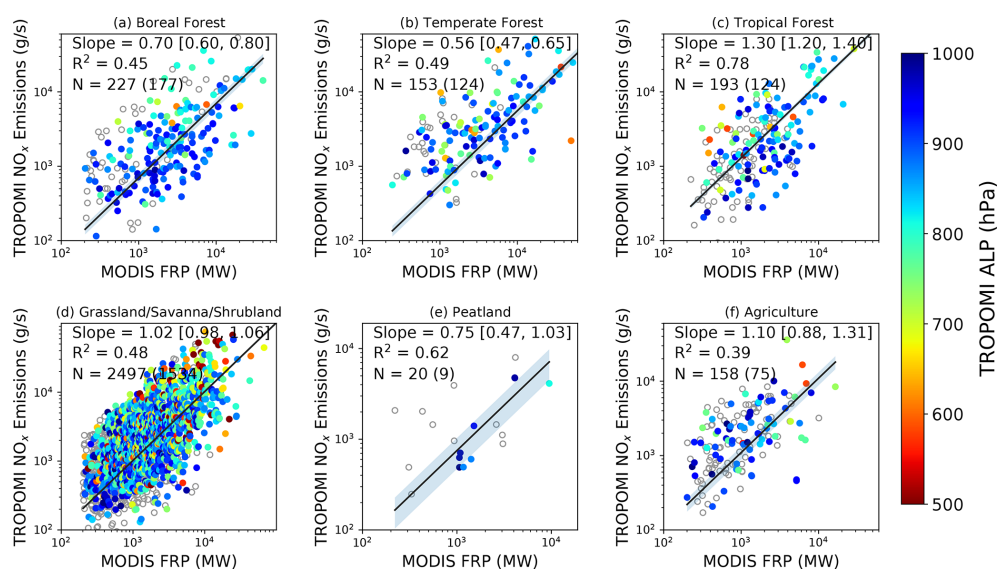 (a) Boreal Forest
Slope = 0.70 [0.60, 0.80]
R² = 0.45
N = 227 (177)
10⁴
10³
10²
10² 10³ 10⁴
TROPOMI NOₓ Emissions (g/s)
MODIS FRP (MW)
(b) Temperate Forest
Slope = 0.56 [0.47, 0.65]
R² = 0.49
N = 153 (124)
10⁴
10³
10²
10² 10³ 10⁴
TROPOMI NOₓ Emissions (g/s)
MODIS FRP (MW)
(c) Tropical Forest
Slope = 1.30 [1.20, 1.40]
R² = 0.78
N = 193 (124)
10⁴
10³
10²
10² 10³ 10⁴
TROPOMI NOₓ Emissions (g/s)
MODIS FRP (MW)
(d) Grassland/Savanna/Shrubland
Slope = 1.02 [0.98, 1.06]
R² = 0.48
N = 2497 (1534)
10⁴
10³
10²
10² 10³ 10⁴
TROPOMI NOₓ Emissions (g/s)
MODIS FRP (MW)
(e) Peatland
Slope = 0.75 [0.47, 1.03]
R² = 0.62
N = 20 (9)
10⁴
10³
10²
10² 10³ 10⁴
TROPOMI NOₓ Emissions (g/s)
MODIS FRP (MW)
(f) Agriculture
Slope = 1.10 [0.88, 1.31]
R² = 0.39
N = 158 (75)
10⁴
10³
10²
10² 10³ 10⁴
TROPOMI NOₓ Emissions (g/s)
MODIS FRP (MW)
1000
900
800
700
600
500
TROPOMI ALP (hPa)